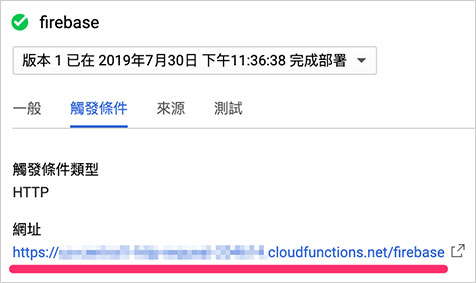 firebase
版本 1 已在 2019年7月30日 下午11:36:38 完成部署
一般 觸發條件 來源 測試
觸發條件類型
HTTP
網址
https:// cloudfunctions.net/firebase